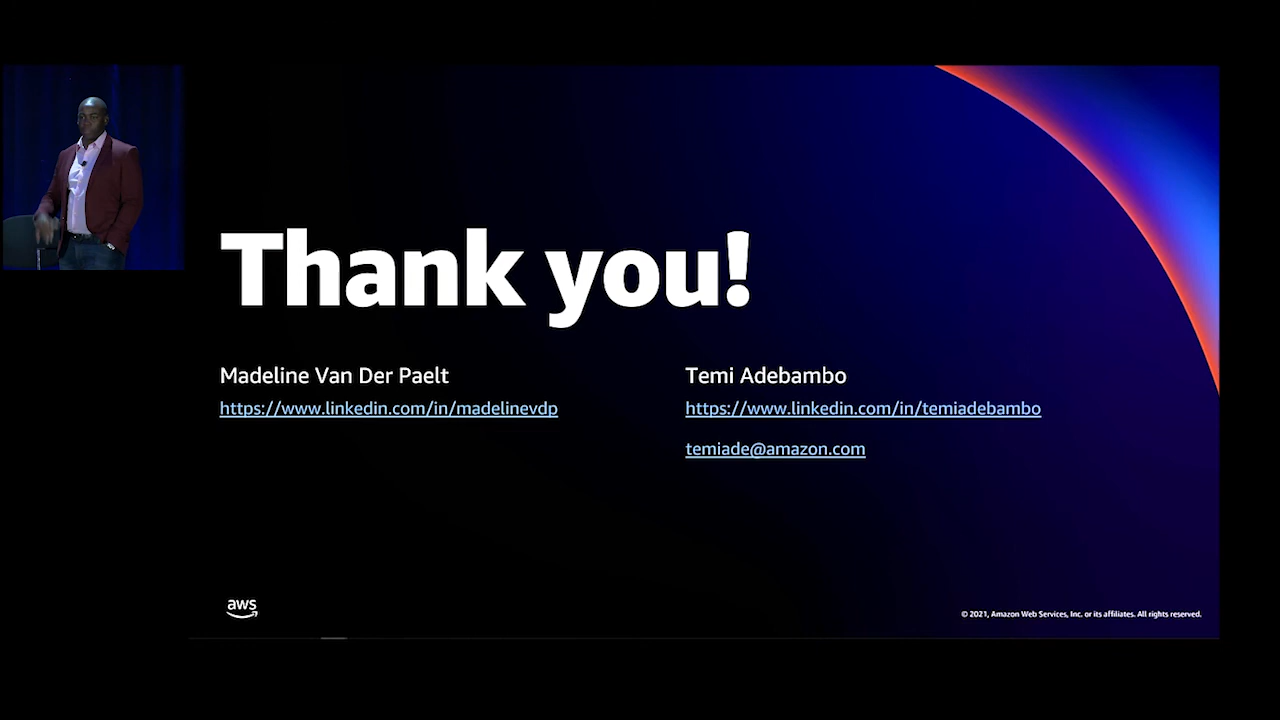 Thank you!
Madeline Van Der Paelt
https://www.linkedin.com/in/madelinevdp
Temi Adebambo
https://www.linkedin.com/in/temiadebambo
temiade@amazon.com
aws
© 2021, Amazon Web Services, Inc. or its affiliates. All rights reserved.